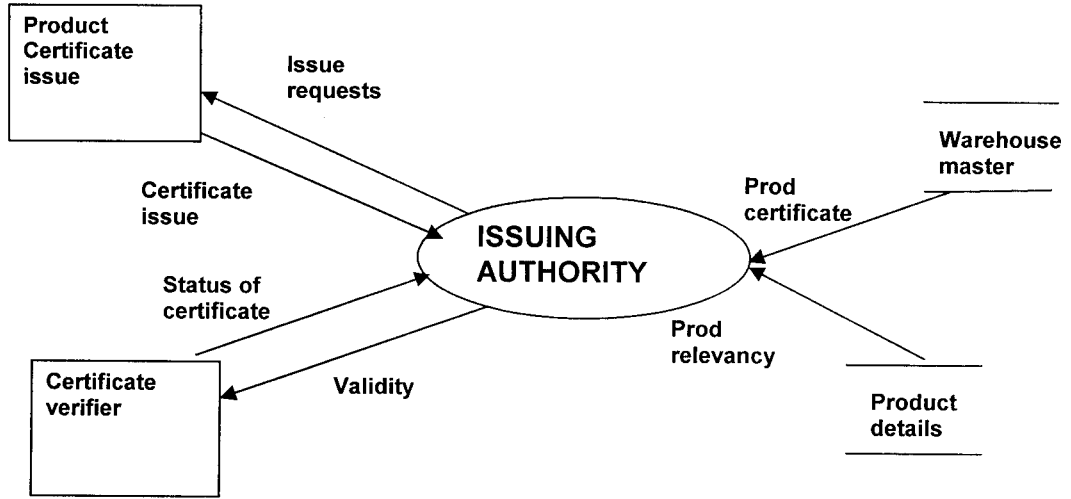 Product
Certificate
issue
Issue
requests
Warehouse
master
Certificate
issue
Prod
certificate
ISSUING
AUTHORITY
Status of
certificate
Prod
relevancy
Certificate
verifier
Validity
Product
details